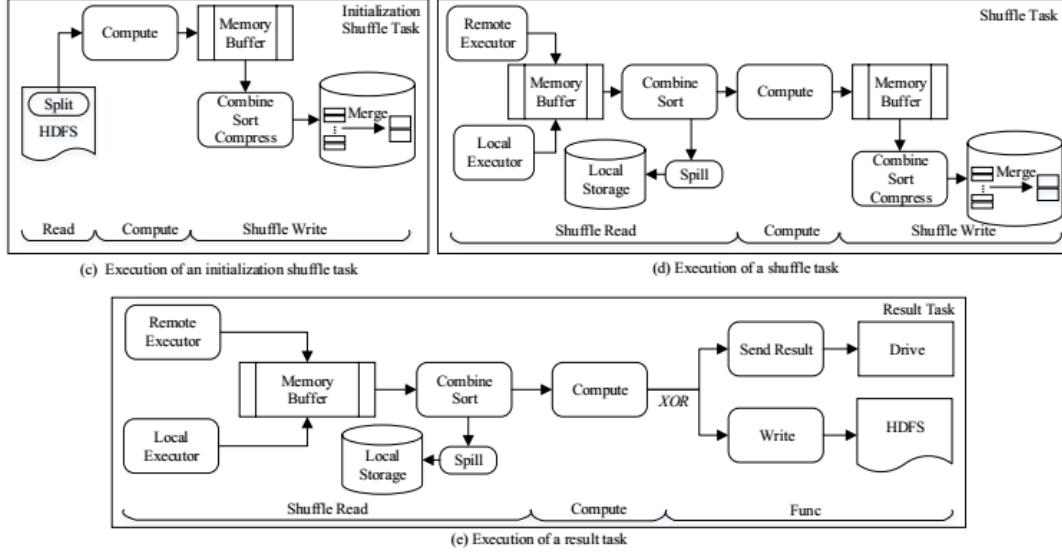 Initialization
Shuffle Task
Compute
Memory
Buffer
Split
HDFS
Combine
Sort
Compress
Merge
Read
Compute
Shuffle Write
(c) Execution of an initialization shuffle task
Shuffle Task
Remote
Executor
Memory
Buffer
Combine
Sort
Compute
Memory
Buffer
Local
Executor
Local
Storage
Spill
Combine
Sort
Compress
Merge
Shuffle Read
Compute
Shuffle Write
(d) Execution of a shuffle task
Result Task
Remote
Executor
Memory
Buffer
Combine
Sort
Compute
XOR
Send Result
Drive
Local
Executor
Local
Storage
Spill
Write
HDFS
Shuffle Read
Compute
Func
(e) Execution of a result task